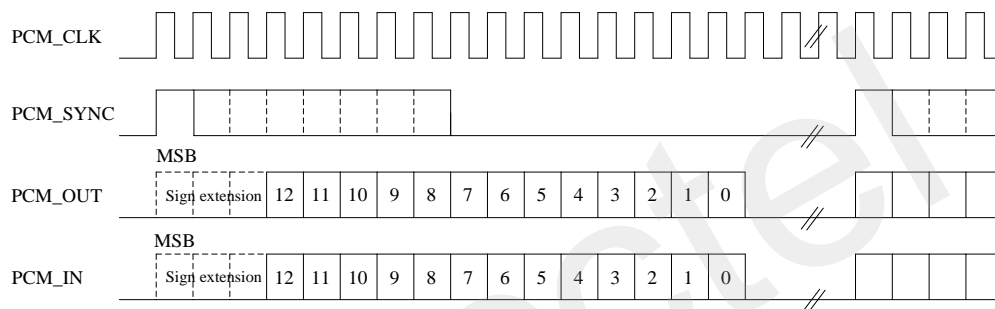 PCM_CLK
PCM_SYNC
MSB
PCM_OUT Sign extension 12 11 10 9 8 7 6 5 4 3 2 1 0
MSB
PCM_IN Sign extension 12 11 10 9 8 7 6 5 4 3 2 1 0